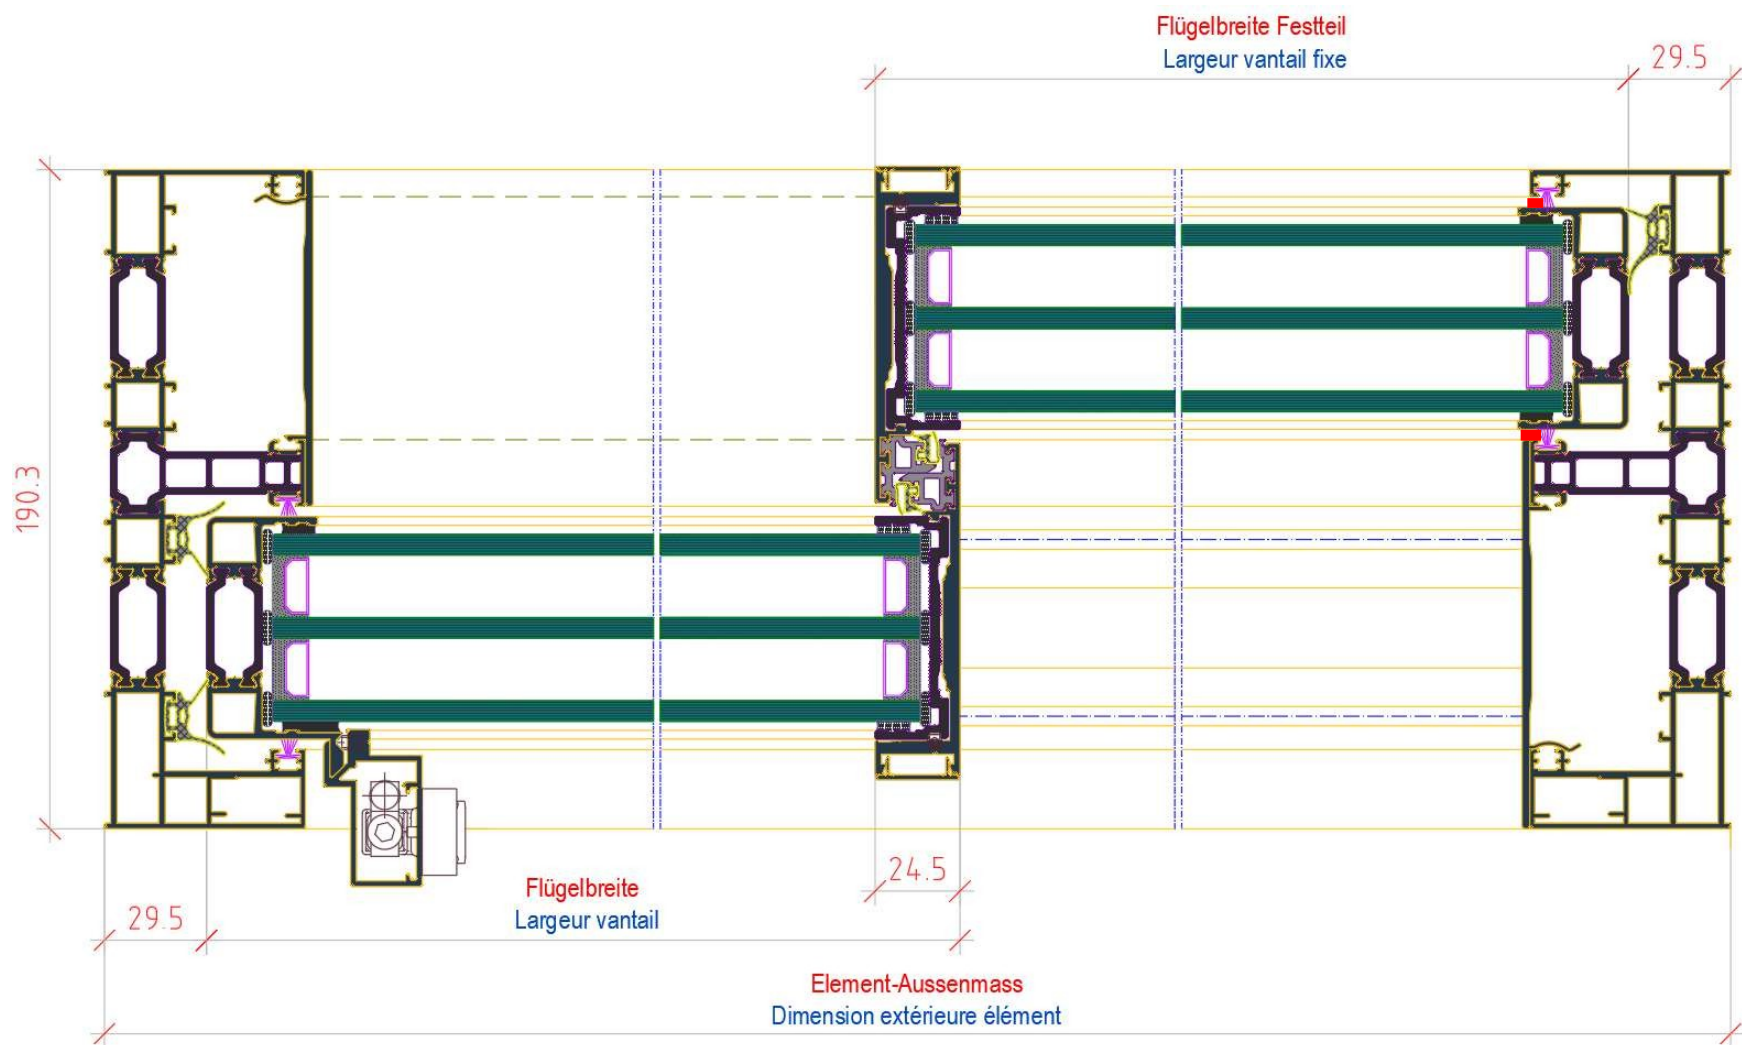 Flügelbreite Festteil
Largeur vantail fixe
29.5
190.3
24.5
Flügelbreite
Largeur vantail
29.5
Element-Aussenmass
Dimension extérieure élément